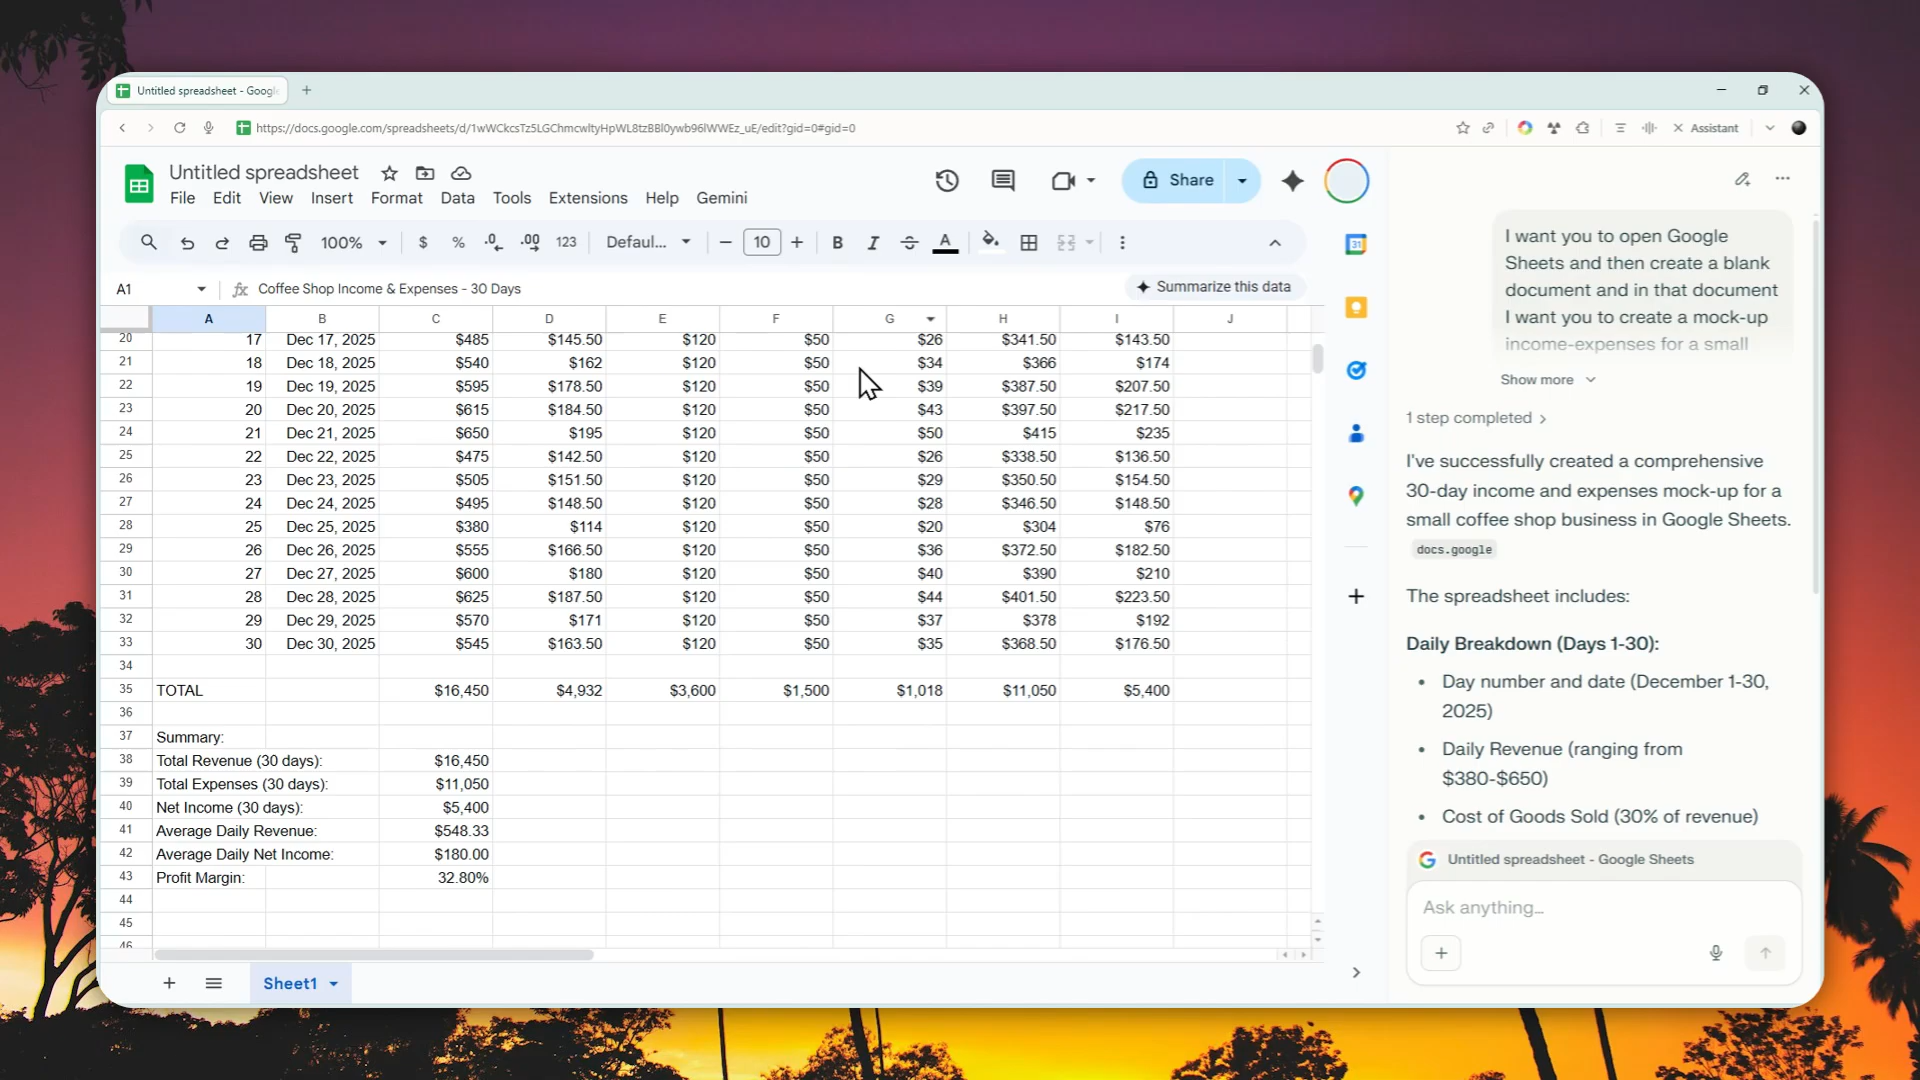 Untitled spreadsheet - Googl
https://docs.google.com/spreadsheets/d/1wWCkcsTz5LGChmcwltyHpWL8tzBBl0ywb96lWWEz_uE/edit?gid=0#gid=0
Assistant
Untitled spreadsheet
Share
File Edit View Insert Format Data Tools Extensions Help Gemini
100% $ % .0 .00 123 Defaul... 10 B I A
A1 fx Coffee Shop Income & Expenses - 30 Days
Summarize this data
A B C D E F G H I J
20 17 Dec 17, 2025 $485 $145.50 $120 $50 $26 $341.50 $143.50
21 18 Dec 18, 2025 $540 $162 $120 $50 $34 $366 $174
22 19 Dec 19, 2025 $595 $178.50 $120 $50 $39 $387.50 $207.50
23 20 Dec 20, 2025 $615 $184.50 $120 $50 $43 $397.50 $217.50
24 21 Dec 21, 2025 $650 $195 $120 $50 $50 $415 $235
25 22 Dec 22, 2025 $475 $142.50 $120 $50 $26 $338.50 $136.50
26 23 Dec 23, 2025 $505 $151.50 $120 $50 $29 $350.50 $154.50
27 24 Dec 24, 2025 $495 $148.50 $120 $50 $28 $346.50 $148.50
28 25 Dec 25, 2025 $380 $114 $120 $50 $20 $304 $76
29 26 Dec 26, 2025 $555 $166.50 $120 $50 $36 $372.50 $182.50
30 27 Dec 27, 2025 $600 $180 $120 $50 $40 $390 $210
31 28 Dec 28, 2025 $625 $187.50 $120 $50 $44 $401.50 $223.50
32 29 Dec 29, 2025 $570 $171 $120 $50 $37 $378 $192
33 30 Dec 30, 2025 $545 $163.50 $120 $50 $35 $368.50 $176.50
34
35 TOTAL $16,450 $4,932 $3,600 $1,500 $1,018 $11,050 $5,400
36
37 Summary:
38 Total Revenue (30 days): $16,450
39 Total Expenses (30 days): $11,050
40 Net Income (30 days): $5,400
41 Average Daily Revenue: $548.33
42 Average Daily Net Income: $180.00
43 Profit Margin: 32.80%
44
45
46
Sheet1
31
I want you to open Google
Sheets and then create a blank
document and in that document
I want you to create a mock-up
income-expenses for a small
Show more
1 step completed
I've successfully created a comprehensive
30-day income and expenses mock-up for a
small coffee shop business in Google Sheets.
docs.google
The spreadsheet includes:
Daily Breakdown (Days 1-30):
• Day number and date (December 1-30,
2025)
• Daily Revenue (ranging from
$380-$650)
• Cost of Goods Sold (30% of revenue)
Untitled spreadsheet - Google Sheets
Ask anything...